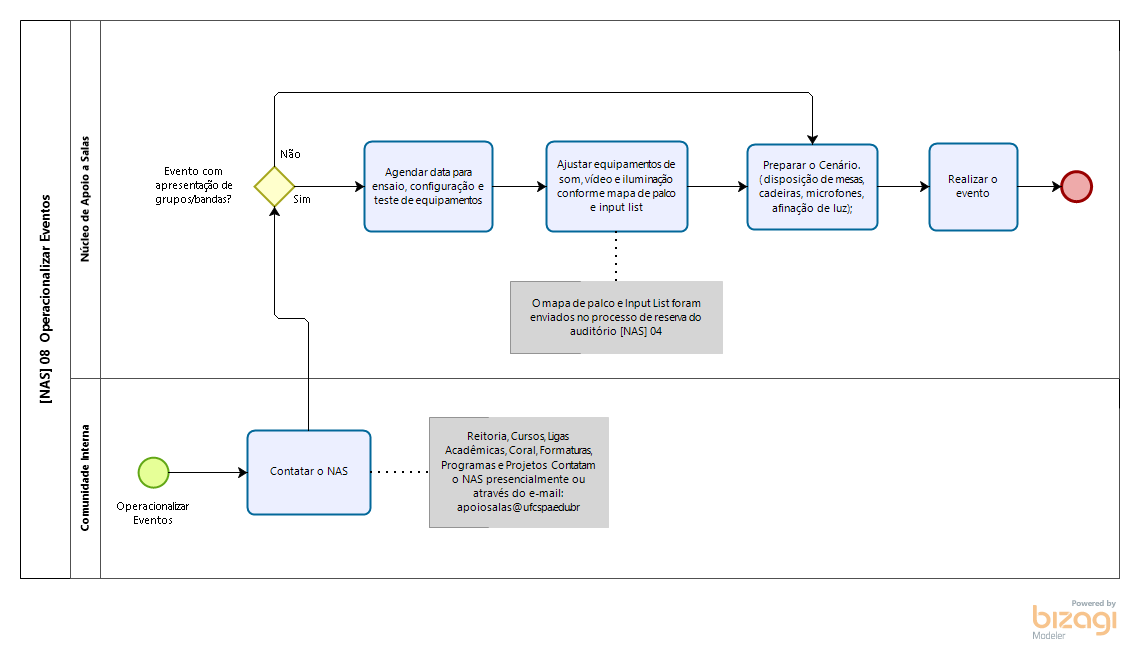 [NAS] 08 Operacionalizar Eventos
Núcleo de Apoio a Salas
Evento com
apresentação de
grupos/bandas?
Não
Sim
Agendar data para
ensaio, configuração e
teste de equipamentos
Ajustar equipamentos de
som, vídeo e iluminação
conforme mapa de palco
e input list
Preparar o Cenário.
(disposição de mesas,
cadeiras, microfones,
afinação de luz);
Realizar o
evento
O mapa de palco e Input List foram
enviados no processo de reserva do
auditório [NAS] 04
Comunidade Interna
Operacionalizar
Eventos
Contatar o NAS
Reitoria, Cursos, Ligas
Acadêmicas, Coral, Formaturas,
Programas e Projetos Contatam
o NAS presencialmente ou
através do e-mail:
apoiosalas@ufcspa.edu.br
Powered by
bizagi
Modeler